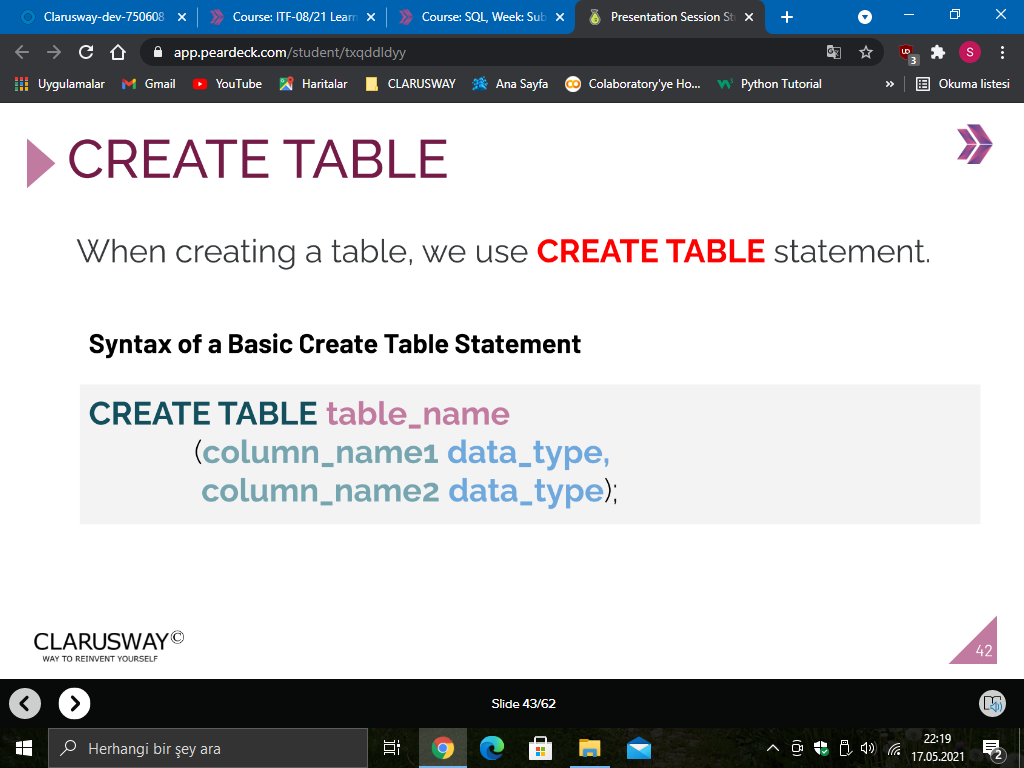 Clarusway-dev-750608
Course: ITF-08/21 Learn
Course: SQL, Week: Sub
Presentation Session St
app.peardeck.com/student/txqddldyy
UD
3
S
Uygulamalar
Gmail
YouTube
Haritalar
CLARUSWAY
Ana Sayfa
Colaboratory'ye Ho...
Python Tutorial
»
Okuma listesi
CREATE TABLE
When creating a table, we use CREATE TABLE statement.
Syntax of a Basic Create Table Statement
CREATE TABLE table_name
(column_name1 data_type,
column_name2 data_type);
CLARUSWAY©
WAY TO REINVENT YOURSELF
42
Slide 43/62
Herhangi bir şey ara
22:19
17.05.2021
2